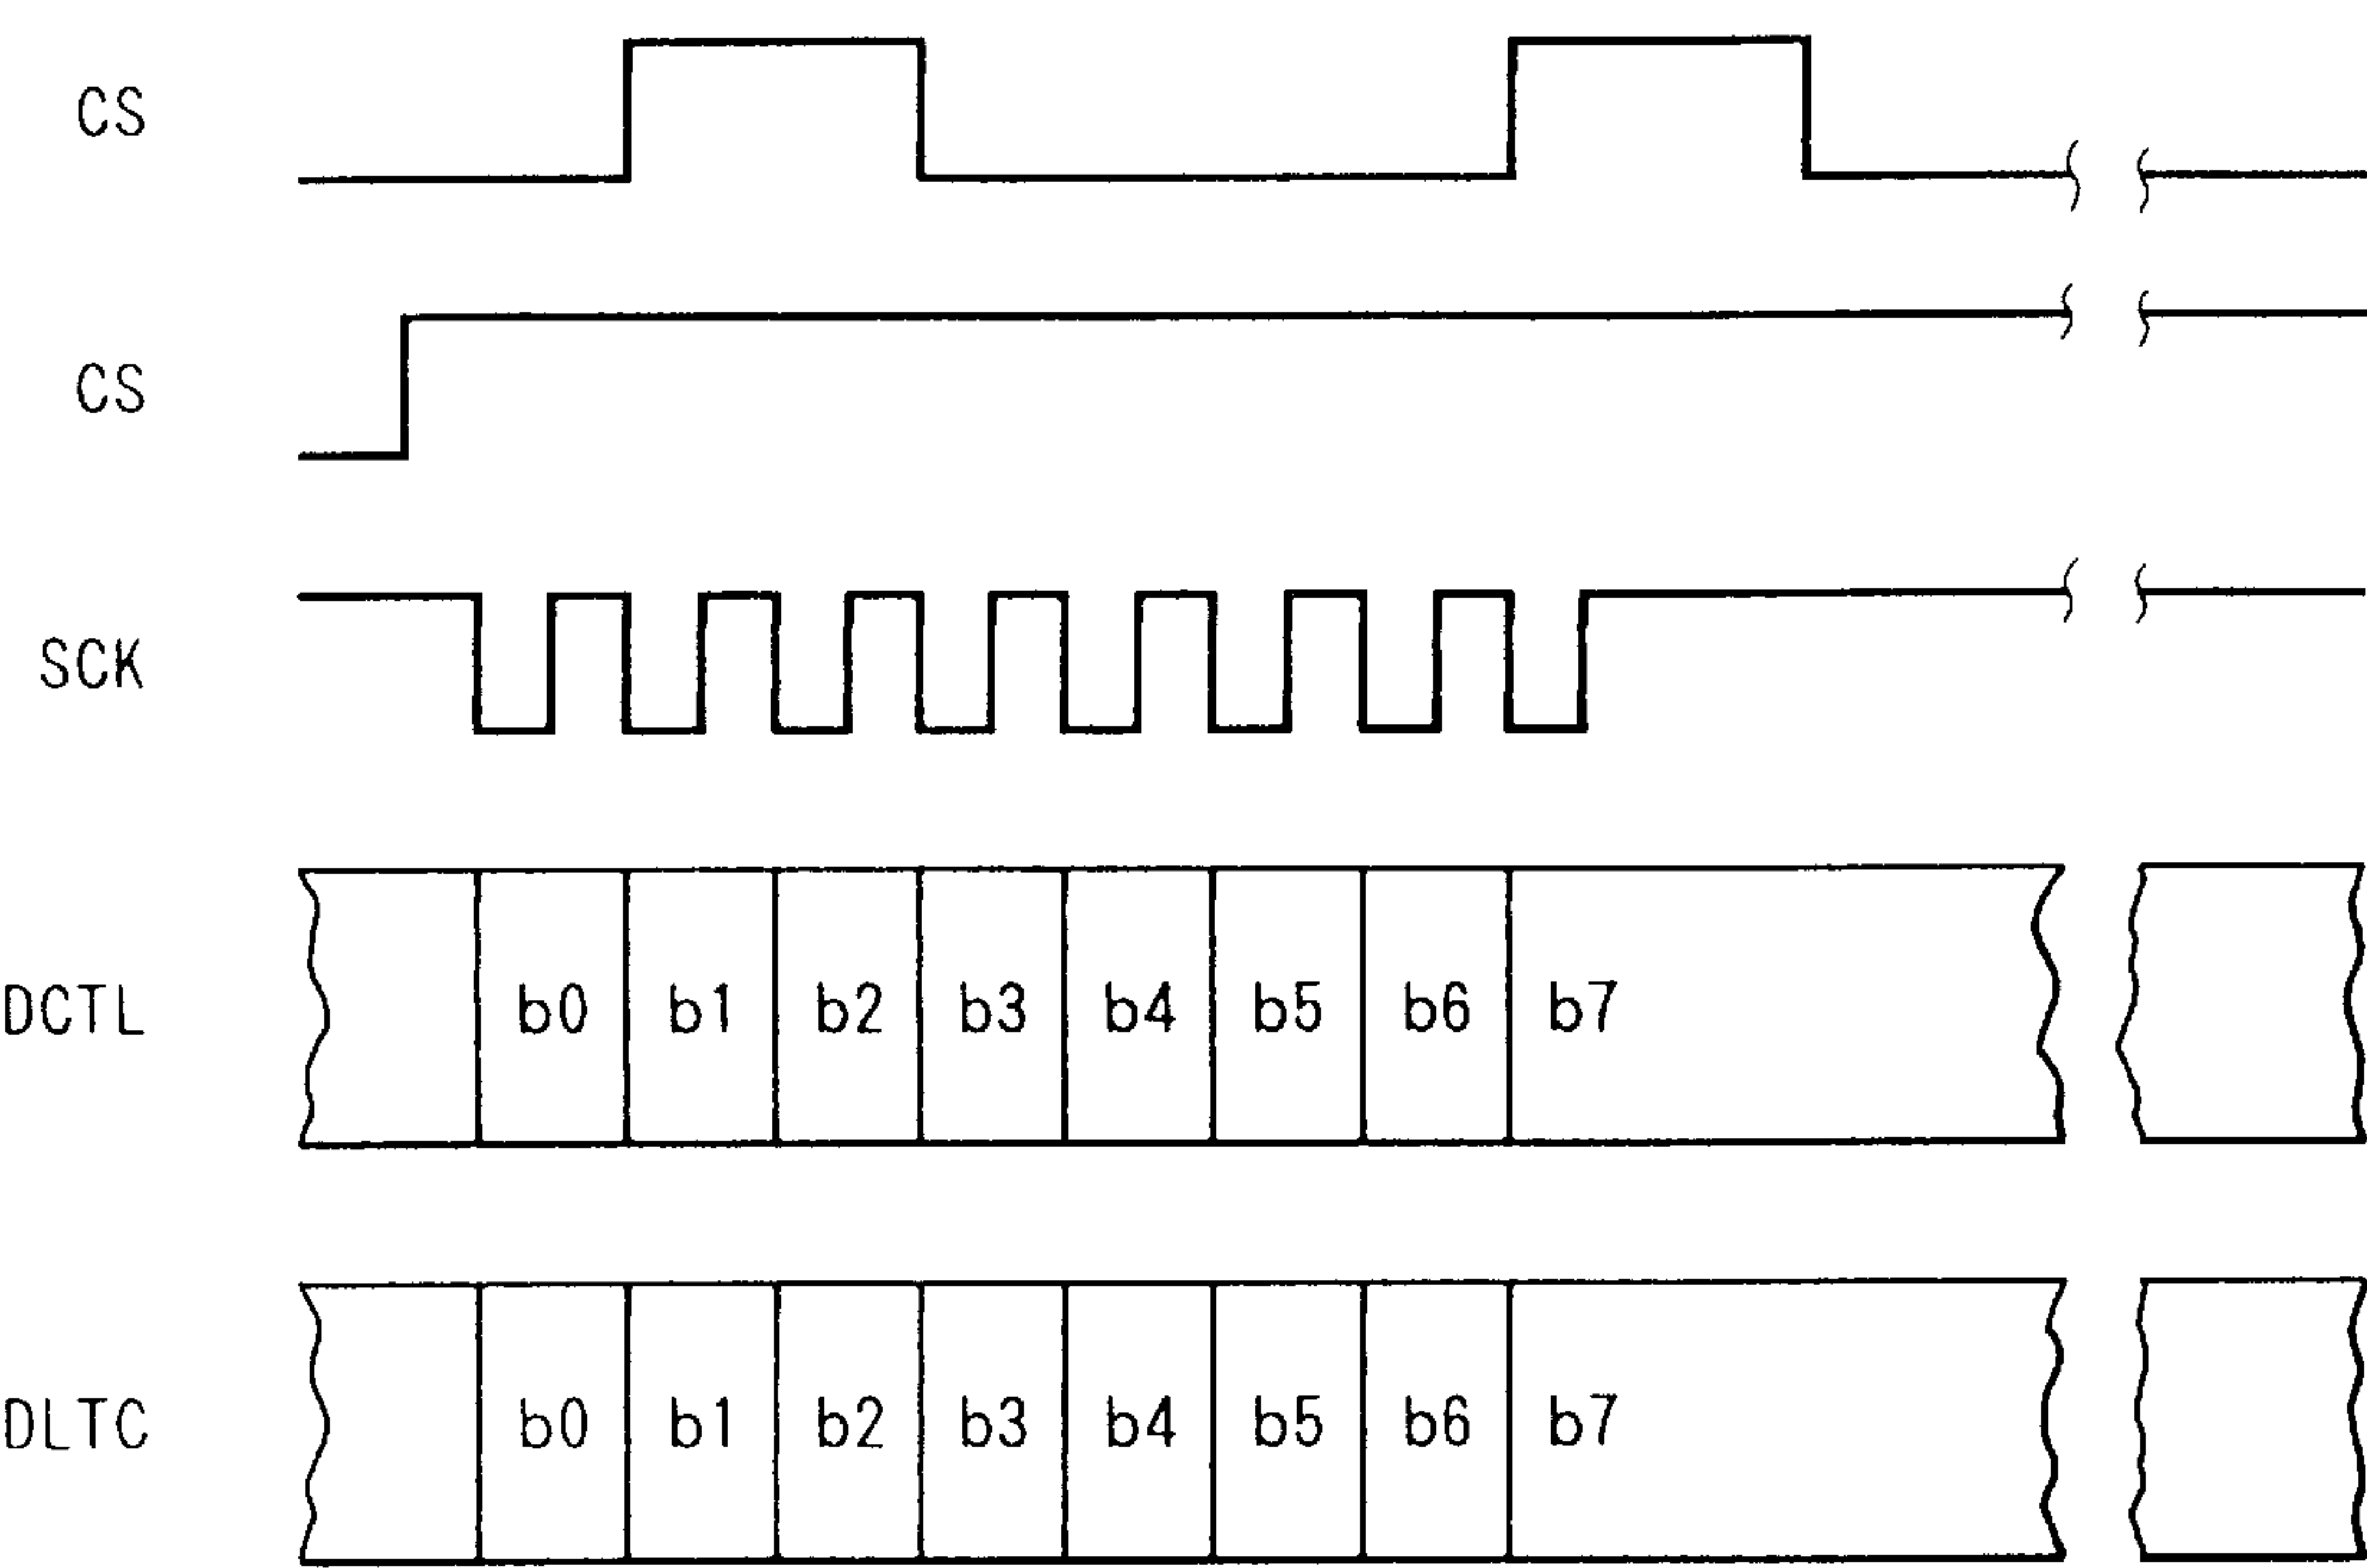 CS
CS
SCK
DCTL b0 b1 b2 b3 b4 b5 b6 b7
DLTC b0 b1 b2 b3 b4 b5 b6 b7